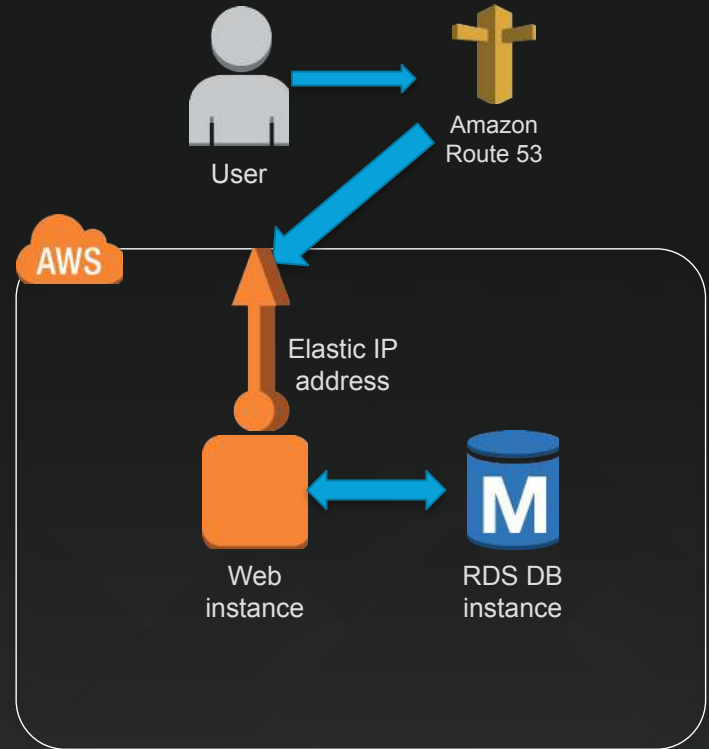 User
Amazon
Route 53
AWS
Elastic IP
address
M
Web
instance
RDS DB
instance